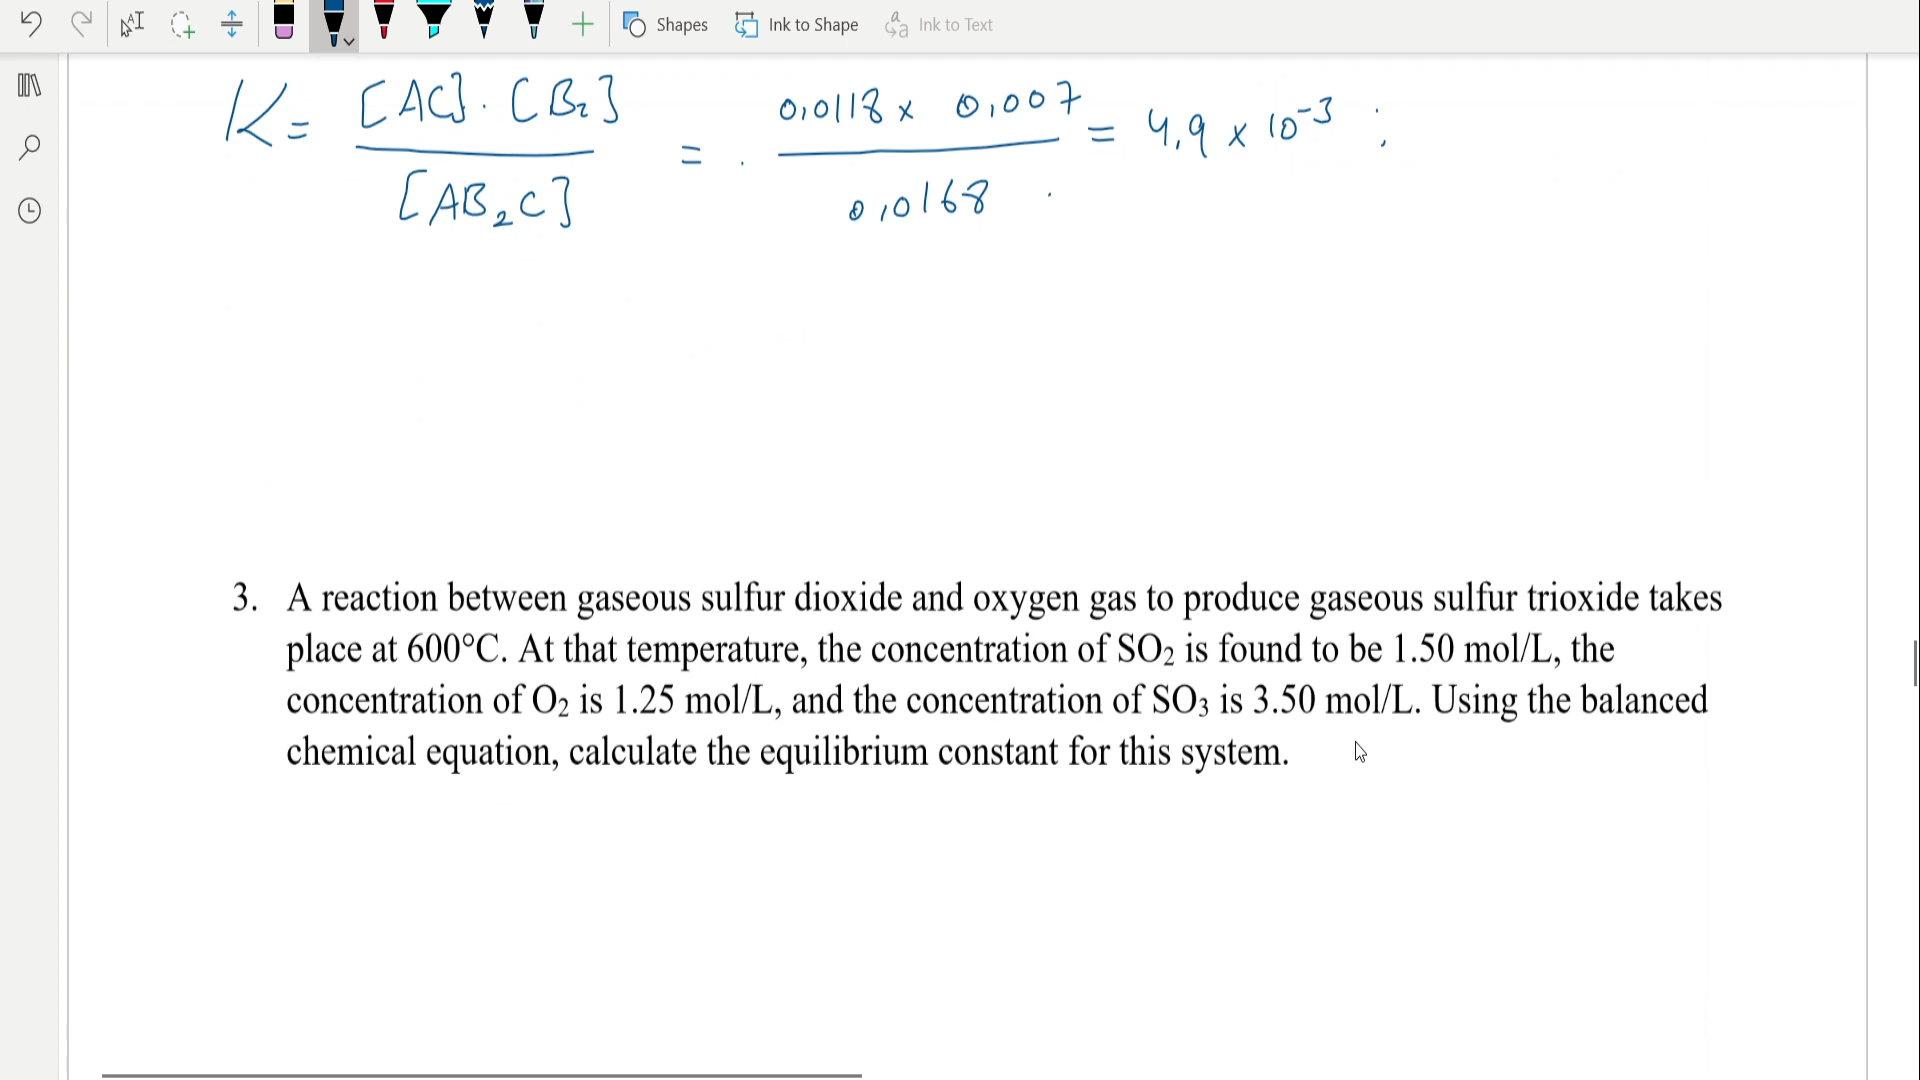 Shapes Ink to Shape Ink to Text
K = [AC] · [B₂] / [AB₂C] = 0,0118 x 0,007 / 0,0168 = 4,9 x 10⁻³ ;
3. A reaction between gaseous sulfur dioxide and oxygen gas to produce gaseous sulfur trioxide takes
place at 600°C. At that temperature, the concentration of SO₂ is found to be 1.50 mol/L, the
concentration of O₂ is 1.25 mol/L, and the concentration of SO₃ is 3.50 mol/L. Using the balanced
chemical equation, calculate the equilibrium constant for this system.